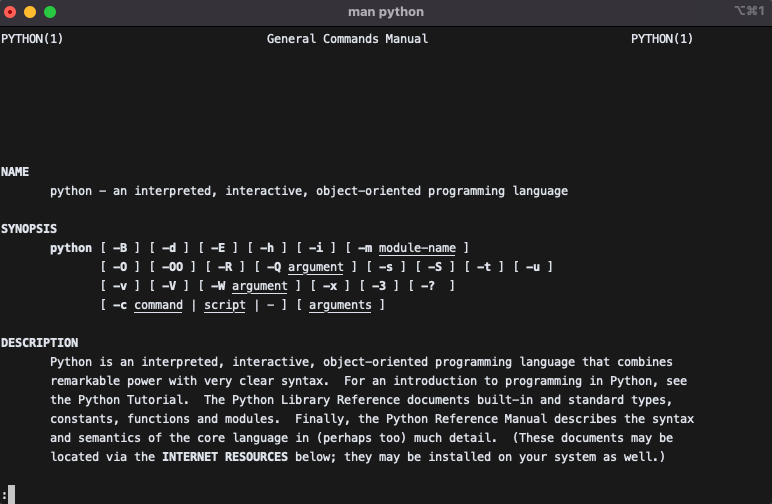 man python
⌥⌘1
PYTHON(1) General Commands Manual PYTHON(1)
NAME
python - an interpreted, interactive, object-oriented programming language
SYNOPSIS
python [ -B ] [ -d ] [ -E ] [ -h ] [ -i ] [ -m module-name ]
[ -O ] [ -OO ] [ -R ] [ -Q argument ] [ -s ] [ -S ] [ -t ] [ -u ]
[ -v ] [ -V ] [ -W argument ] [ -x ] [ -3 ] [ -? ]
[ -c command | script | - ] [ arguments ]
DESCRIPTION
Python is an interpreted, interactive, object-oriented programming language that combines
remarkable power with very clear syntax. For an introduction to programming in Python, see
the Python Tutorial. The Python Library Reference documents built-in and standard types,
constants, functions and modules. Finally, the Python Reference Manual describes the syntax
and semantics of the core language in (perhaps too) much detail. (These documents may be
located via the INTERNET RESOURCES below; they may be installed on your system as well.)
: